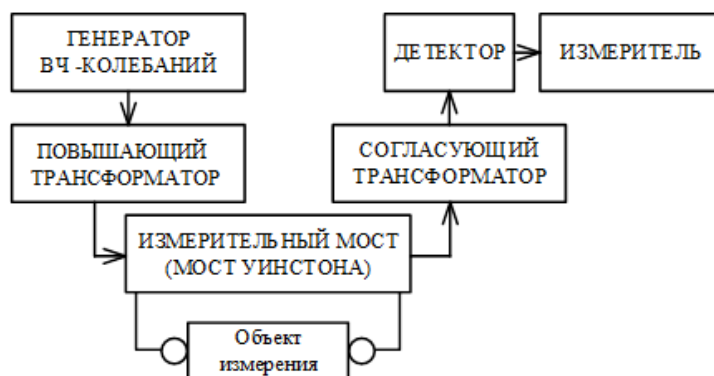 ГЕНЕРАТОР
ВЧ -КОЛЕБАНИЙ
ПОВЫШАЮЩИЙ
ТРАНСФОРМАТОР
ИЗМЕРИТЕЛЬНЫЙ МОСТ
(МОСТ УИНСТОНА)
Объект
измерения
СОГЛАСУЮЩИЙ
ТРАНСФОРМАТОР
ДЕТЕКТОР
ИЗМЕРИТЕЛЬ